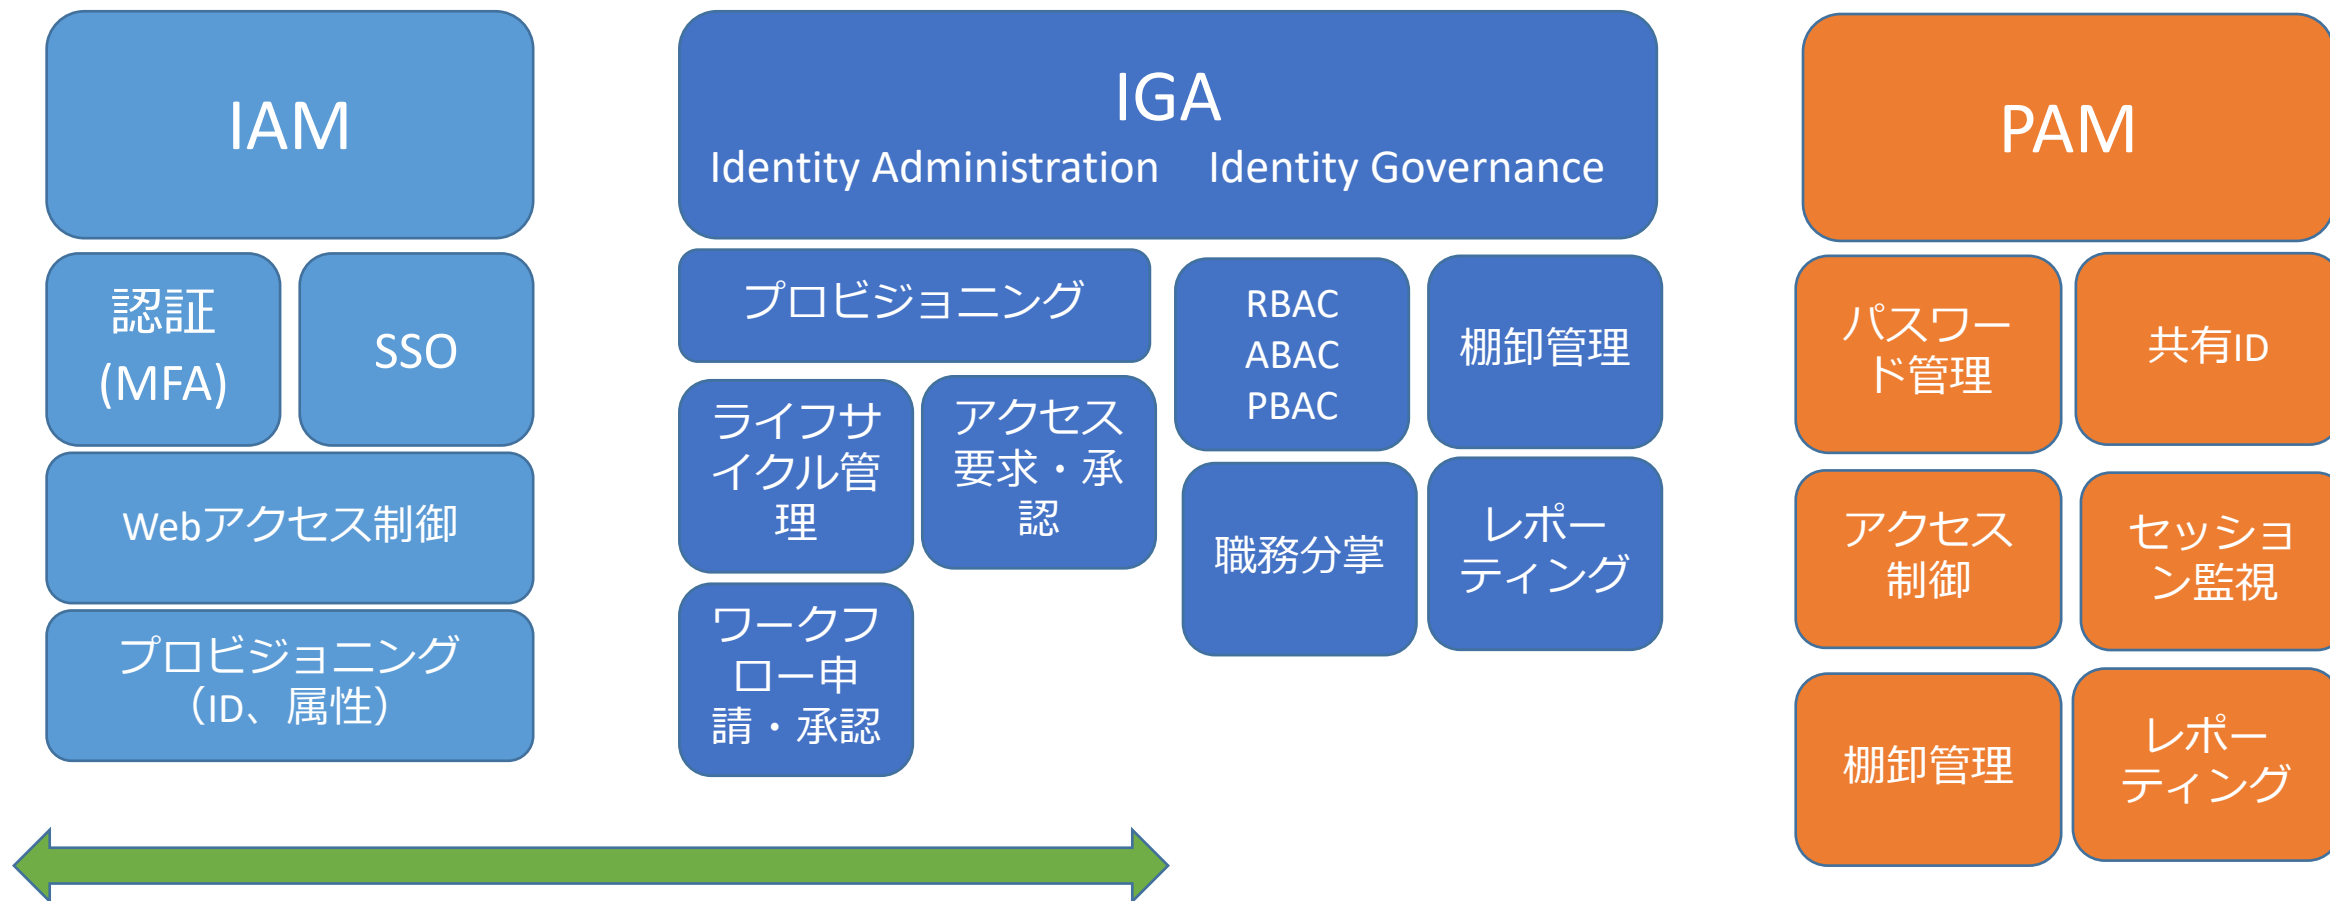 IAM
認証
(MFA)
SSO
Webアクセス制御
プロビジョニング
（ID、属性）
IGA
Identity Administration Identity Governance
プロビジョニング
ライフサ
イクル管
理
アクセス
要求・承
認
ワークフ
ロー申
請・承認
RBAC
ABAC
PBAC
棚卸管理
職務分掌
レポー
ティング
PAM
パスワー
ド管理
共有ID
アクセス
制御
セッショ
ン監視
棚卸管理
レポー
ティング